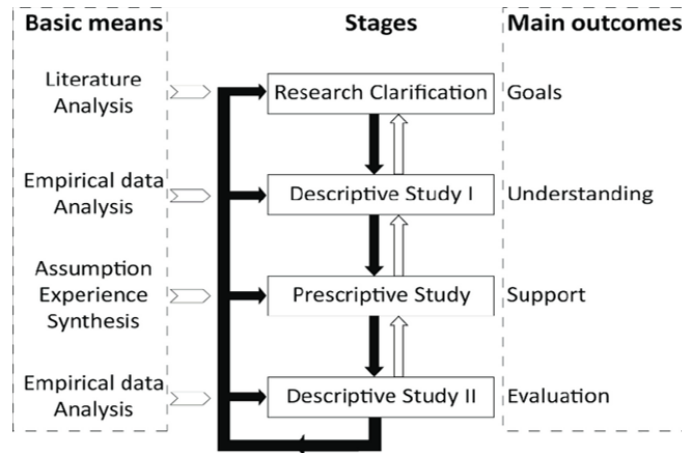 Basic means
Stages
Main outcomes
Literature
Analysis
Research Clarification
Goals
Empirical data
Analysis
Descriptive Study I
Understanding
Assumption
Experience
Synthesis
Prescriptive Study
Support
Empirical data
Analysis
Descriptive Study II
Evaluation